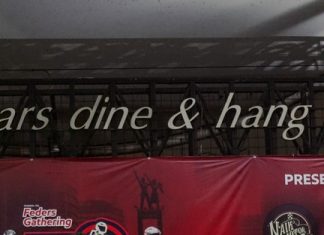 ars dine & hang
PRESE
Feders
Gathering